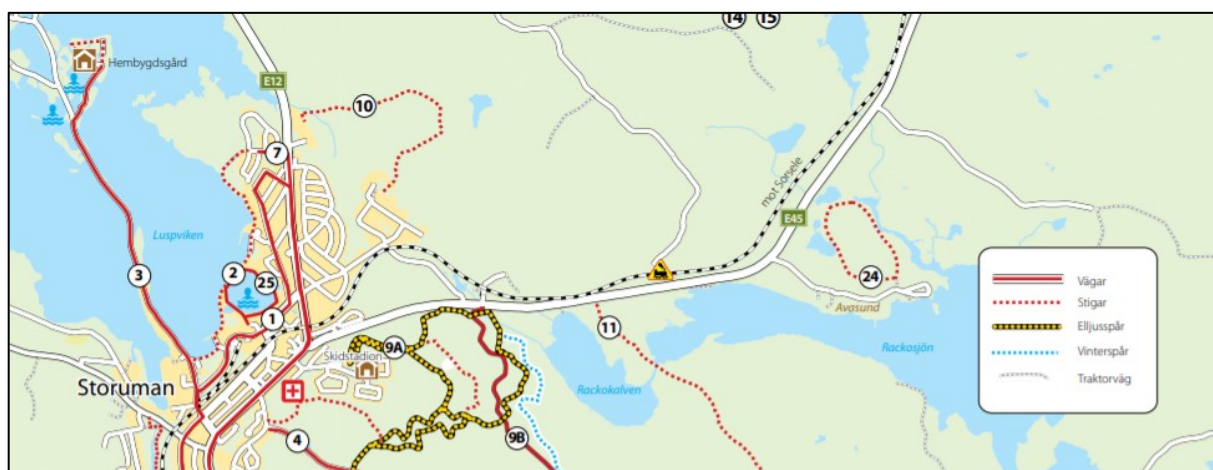 14
15
Hembygdsgård
E12
10
7
mot Sorsele
E45
Luspviken
3
2
25
24
Vägar
Stigar
Elljusspår
Vinterspår
Traktorväg
1
Avasund
11
9A
Skidstadion
Rackosjön
Storuman
Rackokalven
4
9B